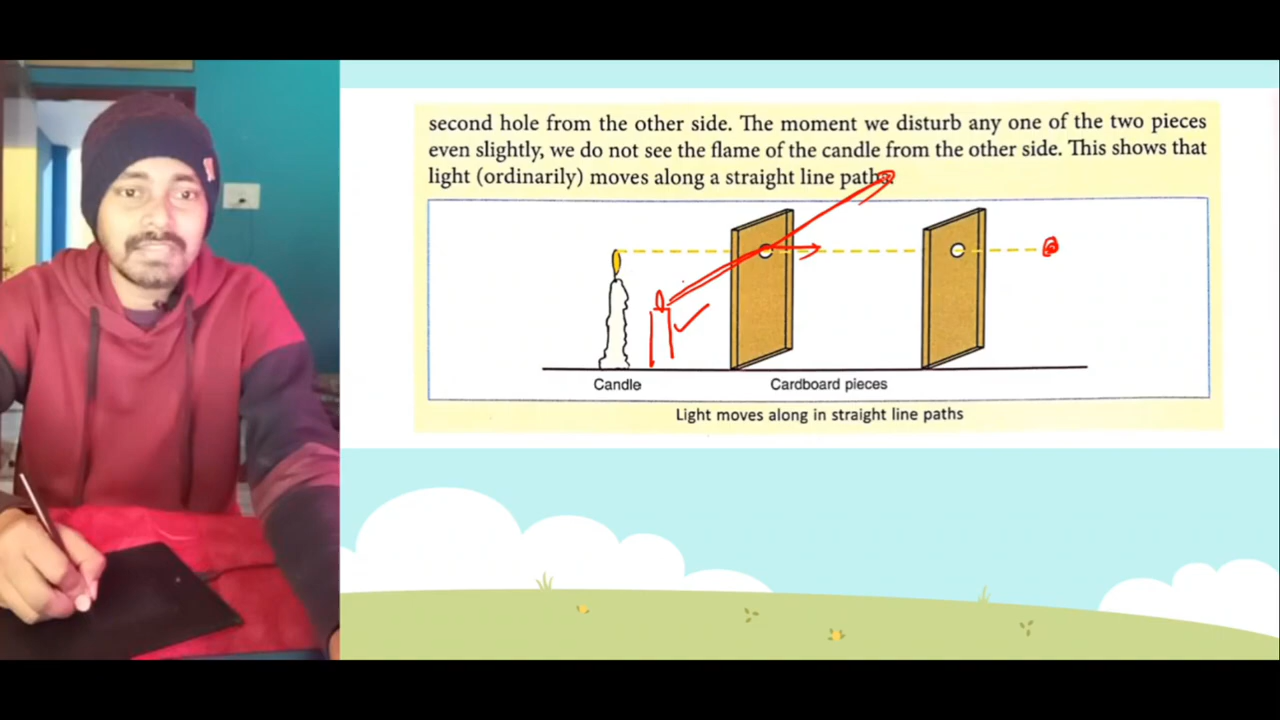 second hole from the other side. The moment we disturb any one of the two pieces
even slightly, we do not see the flame of the candle from the other side. This shows that
light (ordinarily) moves along a straight line path.
Candle
Cardboard pieces
Light moves along in straight line paths